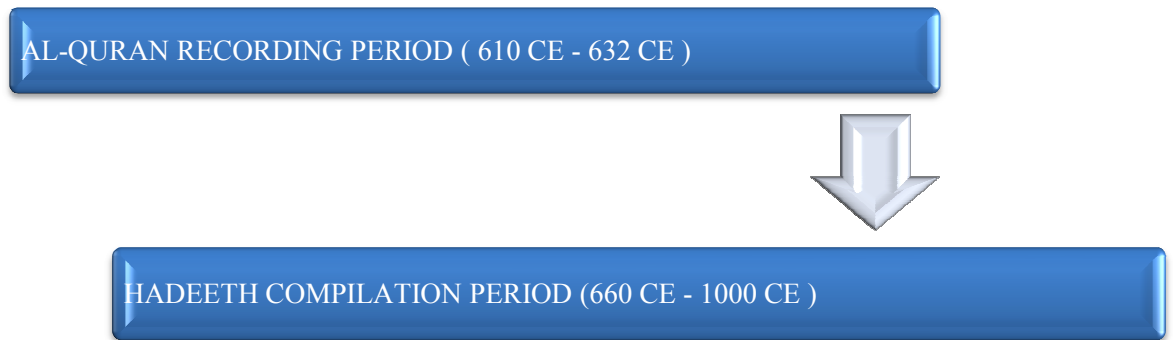 AL-QURAN RECORDING PERIOD ( 610 CE - 632 CE )
HADEETH COMPILATION PERIOD (660 CE - 1000 CE )